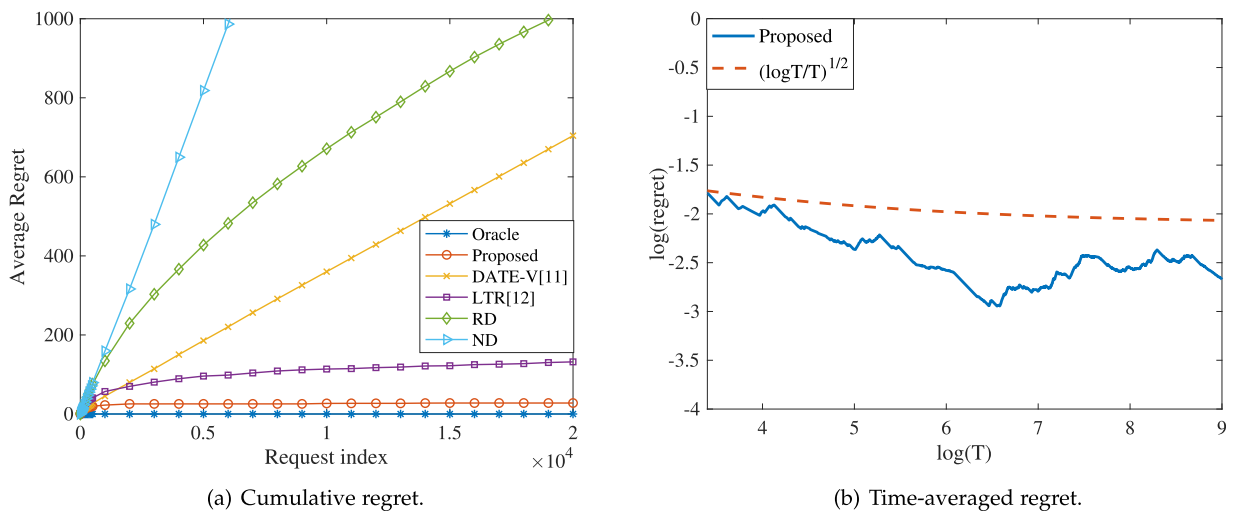 1000
800
600
400
200
0
Average Regret
0
0.5
1
1.5
2
×10⁴
Request index
Oracle
Proposed
DATE-V[11]
LTR[12]
RD
ND
(a) Cumulative regret.
0
-0.5
-1
-1.5
-2
-2.5
-3
-3.5
-4
log(regret)
4
5
6
7
8
9
log(T)
Proposed
(logT/T)^1/2
(b) Time-averaged regret.